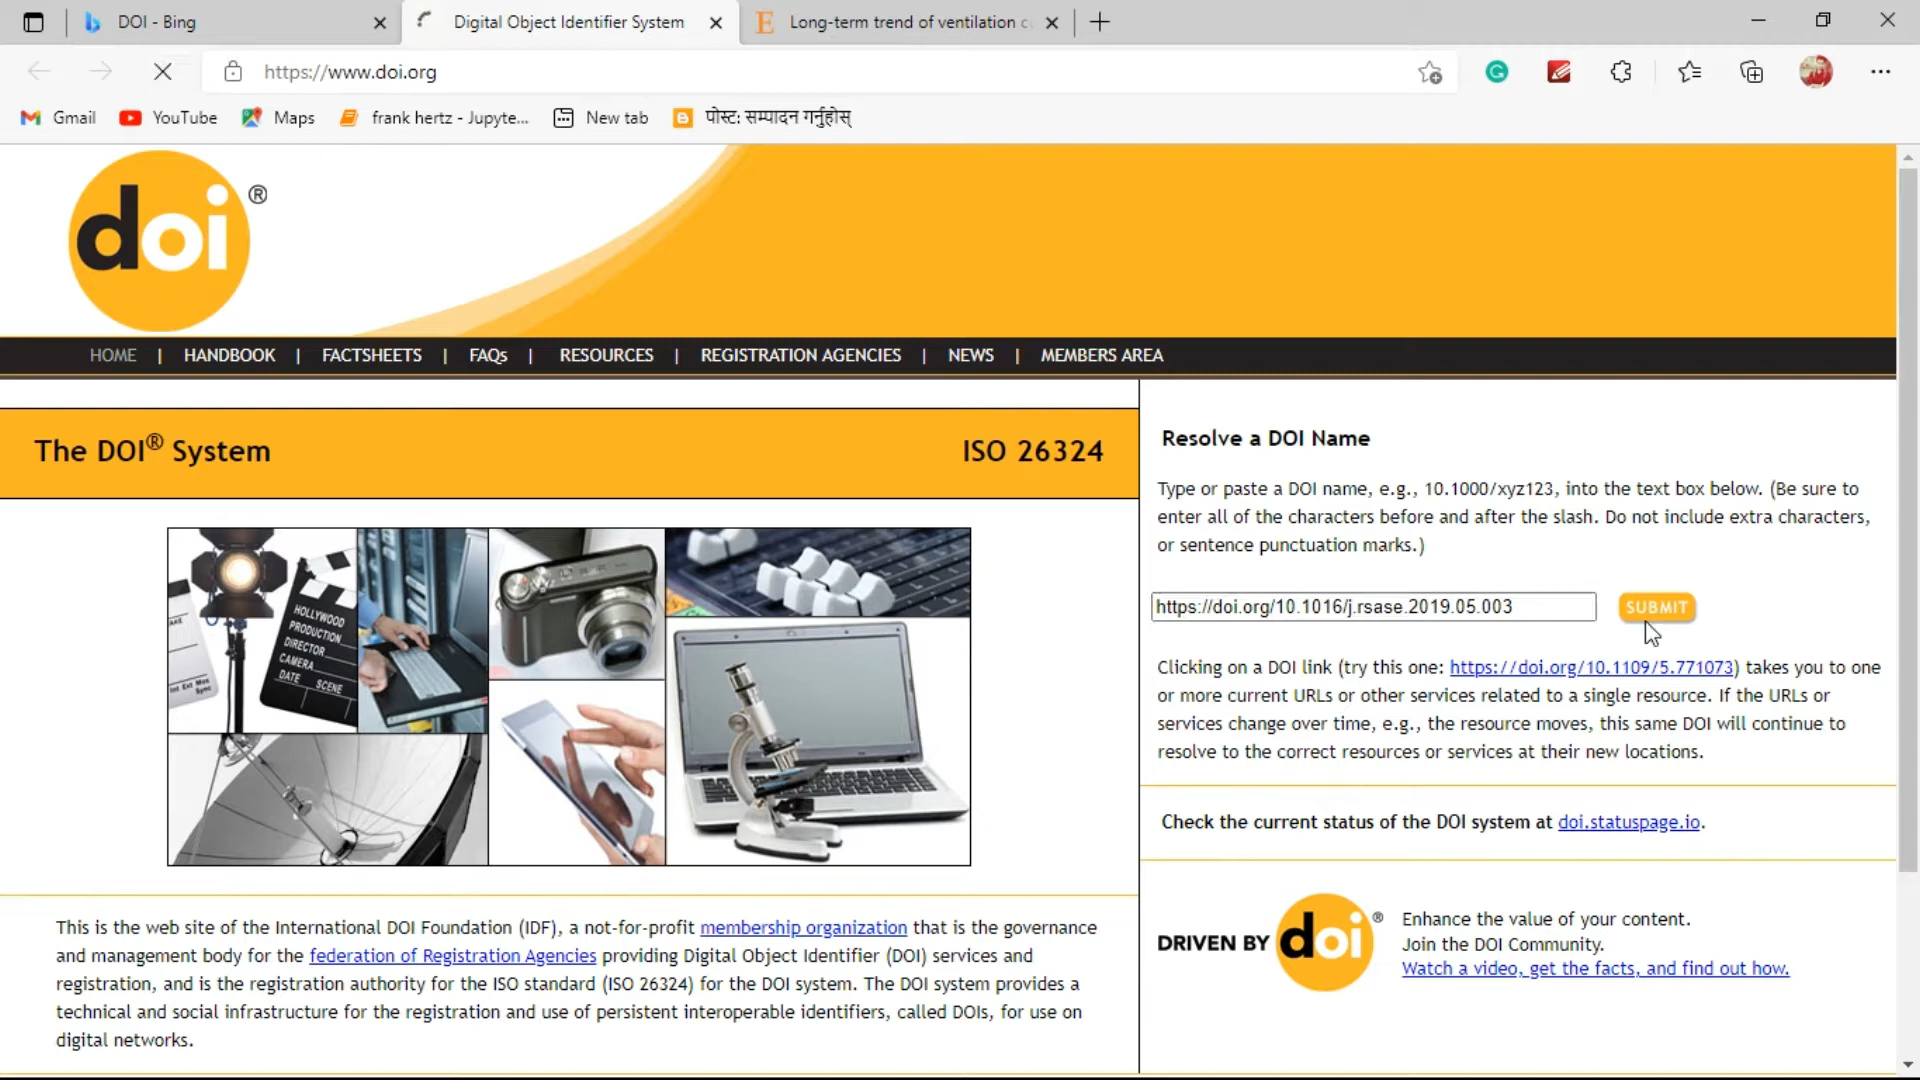 DOI - Bing
Digital Object Identifier System
Long-term trend of ventilation c
https://www.doi.org
Gmail
YouTube
Maps
frank hertz - Jupyte...
New tab
पोस्ट: सम्पादन गर्नुहोस्
doi®
HOME | HANDBOOK | FACTSHEETS | FAQs | RESOURCES | REGISTRATION AGENCIES | NEWS | MEMBERS AREA
The DOI® System
ISO 26324
HOLLYWOOD
PRODUCTION
DIRECTOR
CAMERA
DATE SCENE
TAKE
Int Ext Mos
Sync
This is the web site of the International DOI Foundation (IDF), a not-for-profit membership organization that is the governance
and management body for the federation of Registration Agencies providing Digital Object Identifier (DOI) services and
registration, and is the registration authority for the ISO standard (ISO 26324) for the DOI system. The DOI system provides a
technical and social infrastructure for the registration and use of persistent interoperable identifiers, called DOIs, for use on
digital networks.
Resolve a DOI Name
Type or paste a DOI name, e.g., 10.1000/xyz123, into the text box below. (Be sure to
enter all of the characters before and after the slash. Do not include extra characters,
or sentence punctuation marks.)
https://doi.org/10.1016/j.rsase.2019.05.003
SUBMIT
Clicking on a DOI link (try this one: https://doi.org/10.1109/5.771073) takes you to one
or more current URLs or other services related to a single resource. If the URLs or
services change over time, e.g., the resource moves, this same DOI will continue to
resolve to the correct resources or services at their new locations.
Check the current status of the DOI system at doi.statuspage.io.
DRIVEN BY doi®
Enhance the value of your content.
Join the DOI Community.
Watch a video, get the facts, and find out how.